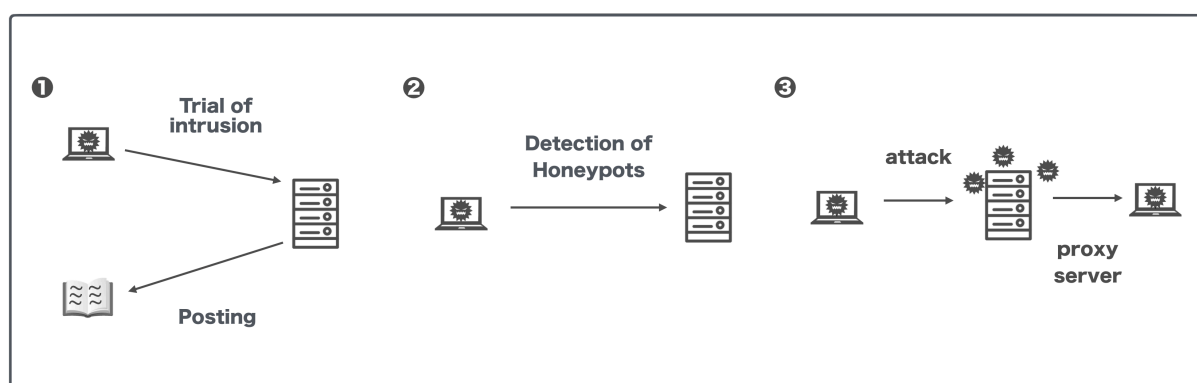 ❶
Trial of
intrusion
Posting
❷
Detection of
Honeypots
❸
attack
proxy
server